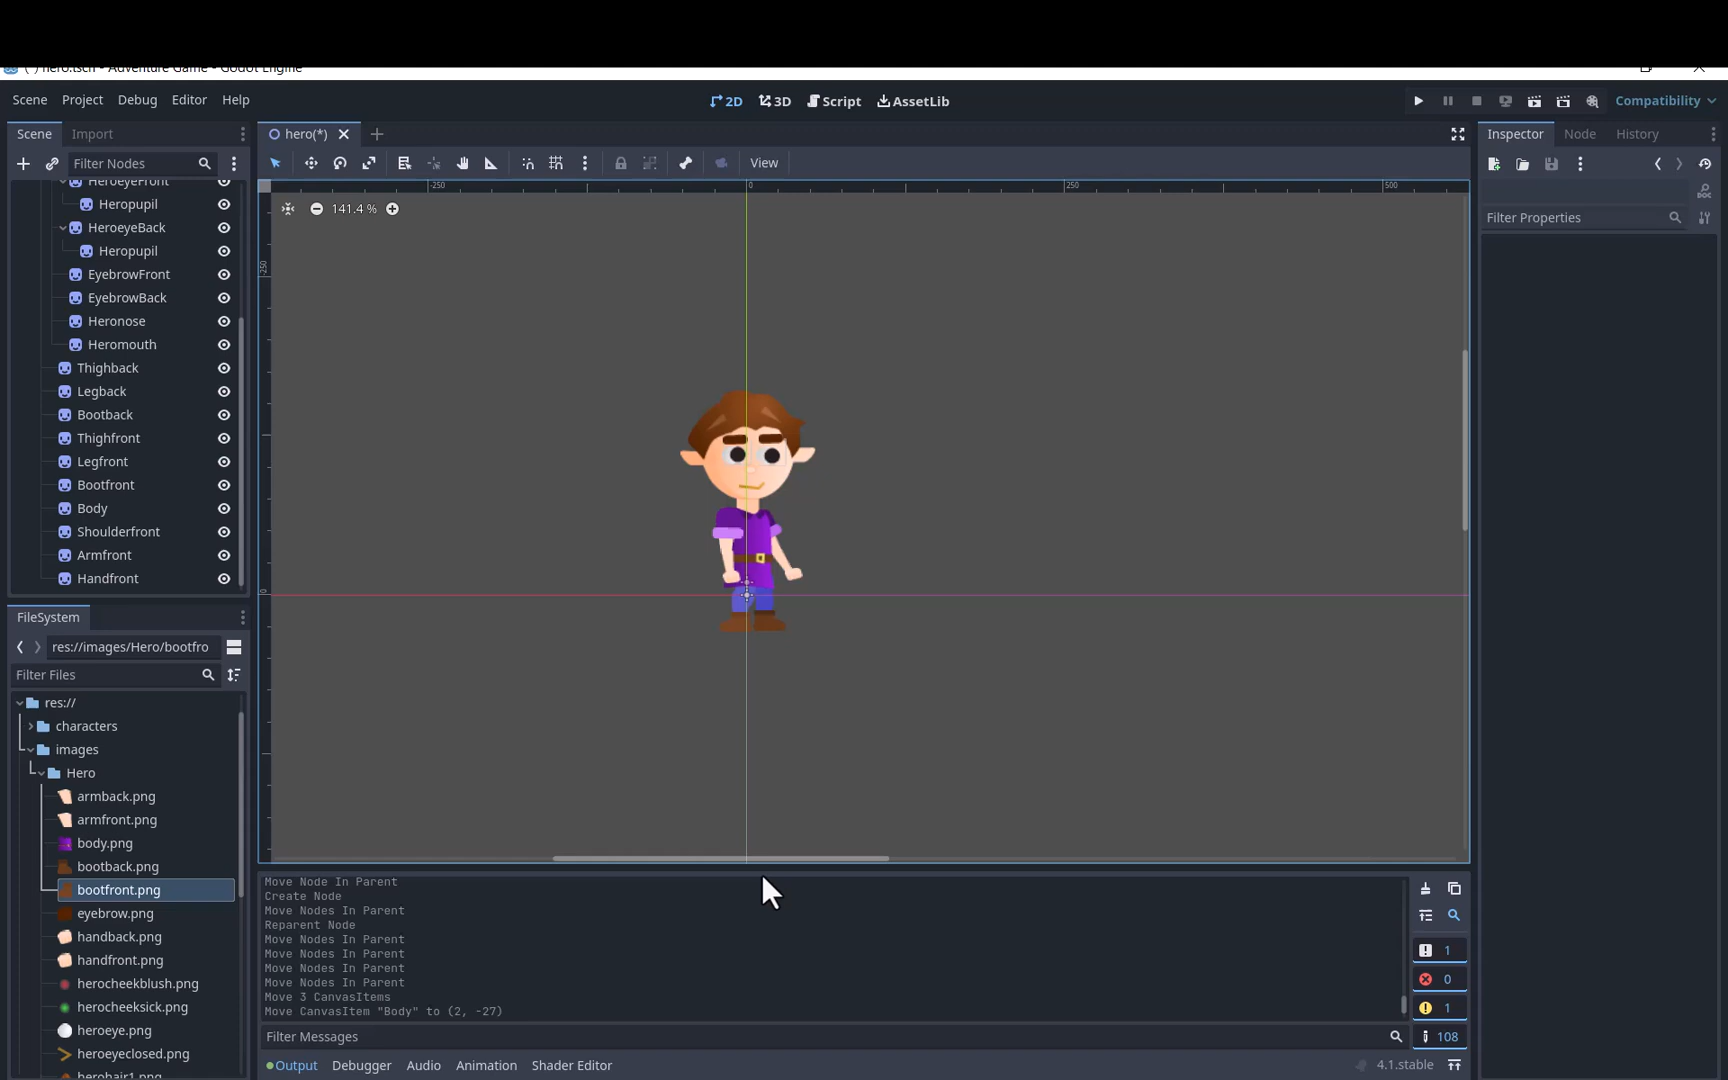 hero.tscn - Adventure Game - Godot Engine
Scene Project Debug Editor Help
2D 3D Script AssetLib
Compatibility
Scene Import
hero(*)
Inspector Node History
Filter Nodes
View
HeroeyeFront
Heropupil
HeroeyeBack
Heropupil
EyebrowFront
EyebrowBack
Heronose
Heromouth
Thighback
Legback
Bootback
Thighfront
Legfront
Bootfront
Body
Shoulderfront
Armfront
Handfront
-250 0 250 500
141.4 %
-250
0
Filter Properties
FileSystem
res://images/Hero/bootfro
Filter Files
res://
characters
images
Hero
armback.png
armfront.png
body.png
bootback.png
bootfront.png
eyebrow.png
handback.png
handfront.png
herocheekblush.png
herocheeksick.png
heroeye.png
heroeyeclosed.png
herohair1.png
Move Node In Parent
Create Node
Move Nodes In Parent
Reparent Node
Move Nodes In Parent
Move Nodes In Parent
Move Nodes In Parent
Move Nodes In Parent
Move 3 CanvasItems
Move CanvasItem "Body" to (2, -27)
1
0
1
108
Filter Messages
Output Debugger Audio Animation Shader Editor
4.1.stable